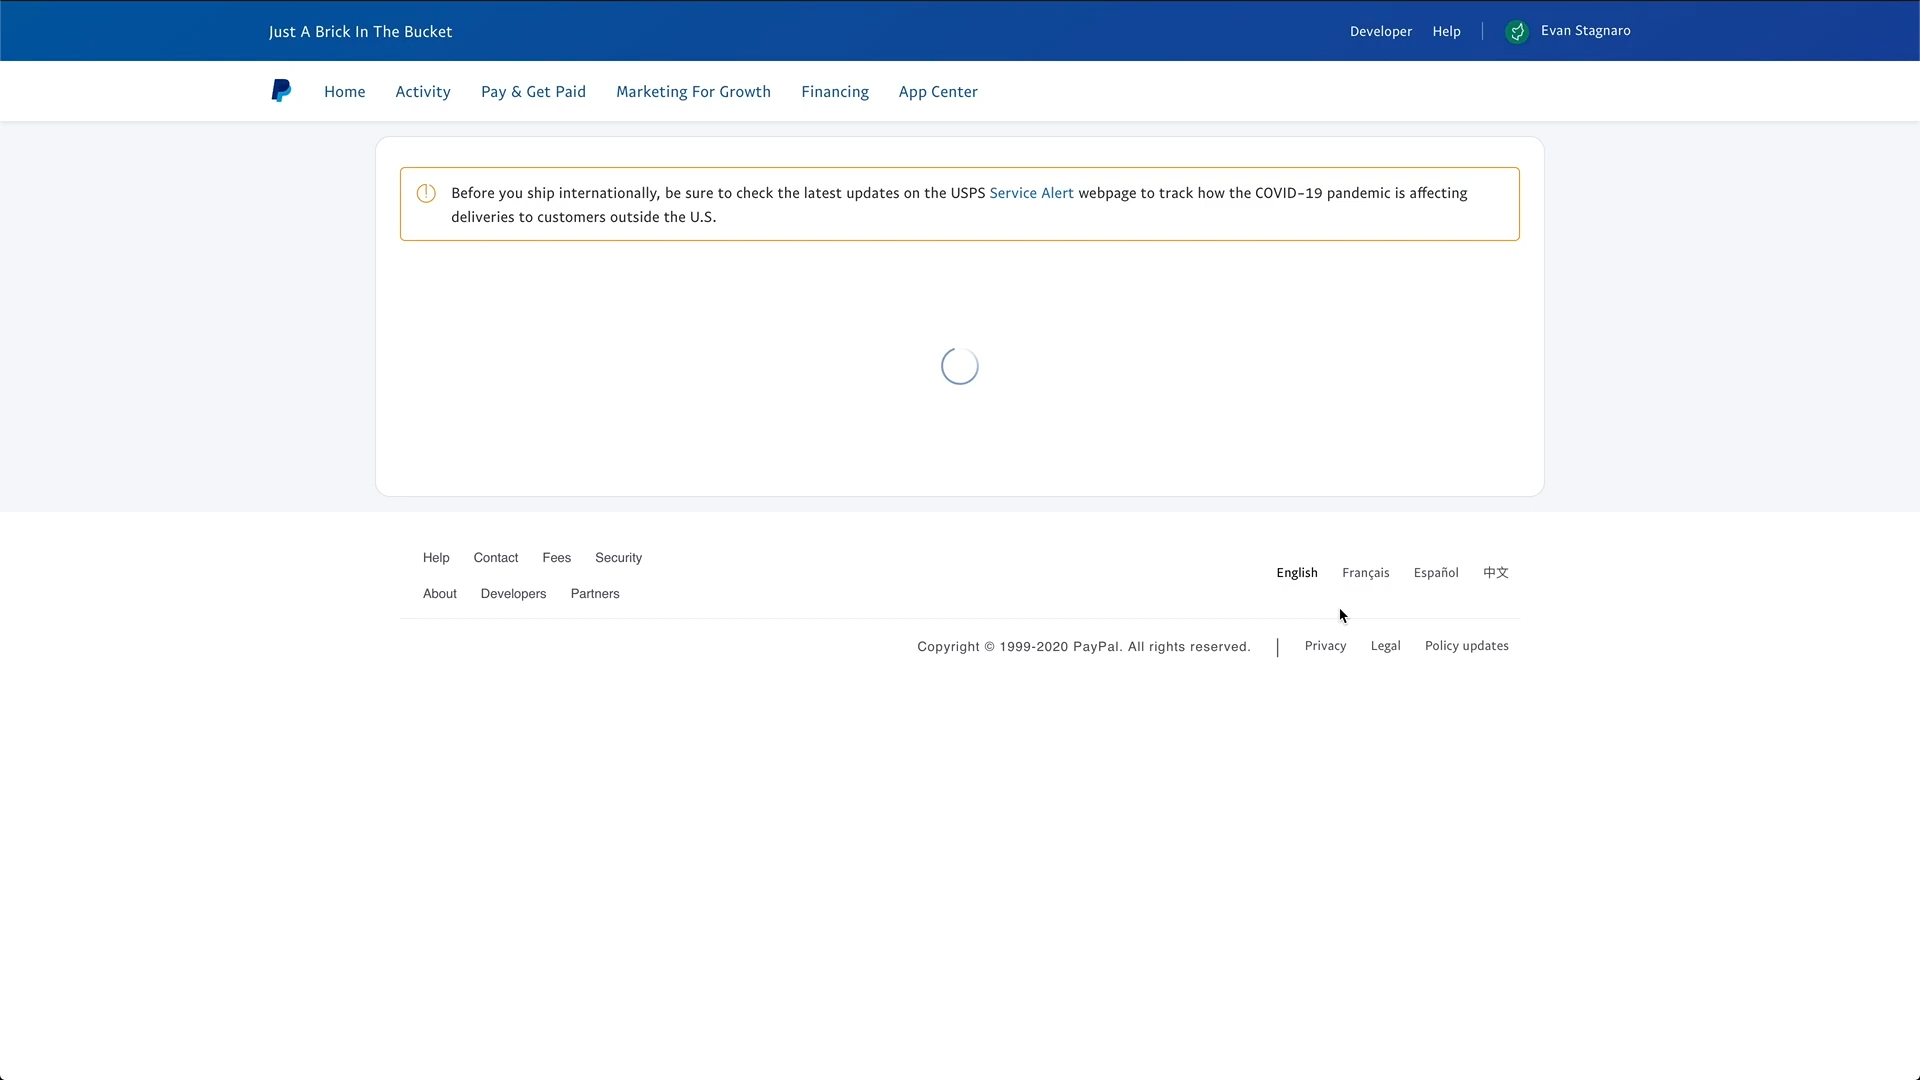 Just A Brick In The Bucket
Developer Help Evan Stagnaro
Home Activity Pay & Get Paid Marketing For Growth Financing App Center
Before you ship internationally, be sure to check the latest updates on the USPS Service Alert webpage to track how the COVID-19 pandemic is affecting
deliveries to customers outside the U.S.
Help Contact Fees Security
About Developers Partners
English Français Español 中文
Copyright © 1999-2020 PayPal. All rights reserved. | Privacy Legal Policy updates